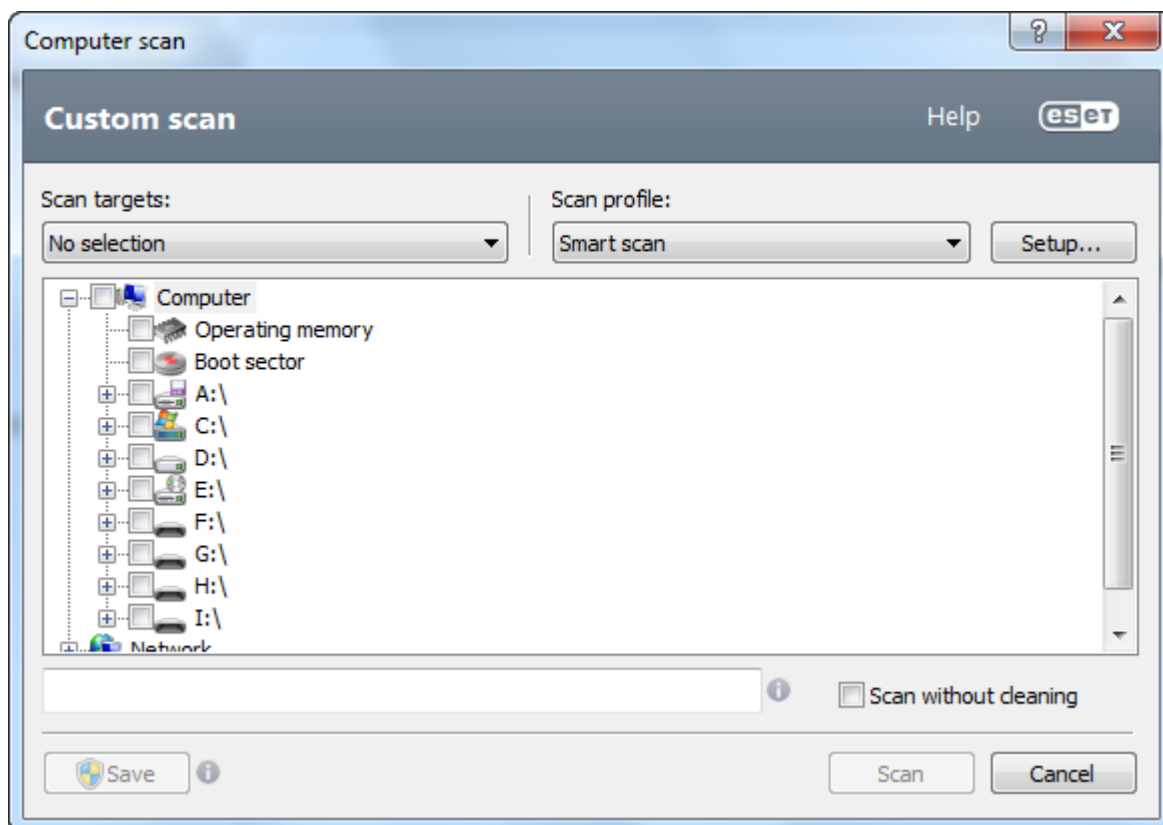 Computer scan
Custom scan
Help
eseT
Scan targets:
Scan profile:
No selection
Smart scan
Setup...
Computer
Operating memory
Boot sector
A:\
C:\
D:\
E:\
F:\
G:\
H:\
I:\
Network
Scan without cleaning
Save
Scan
Cancel